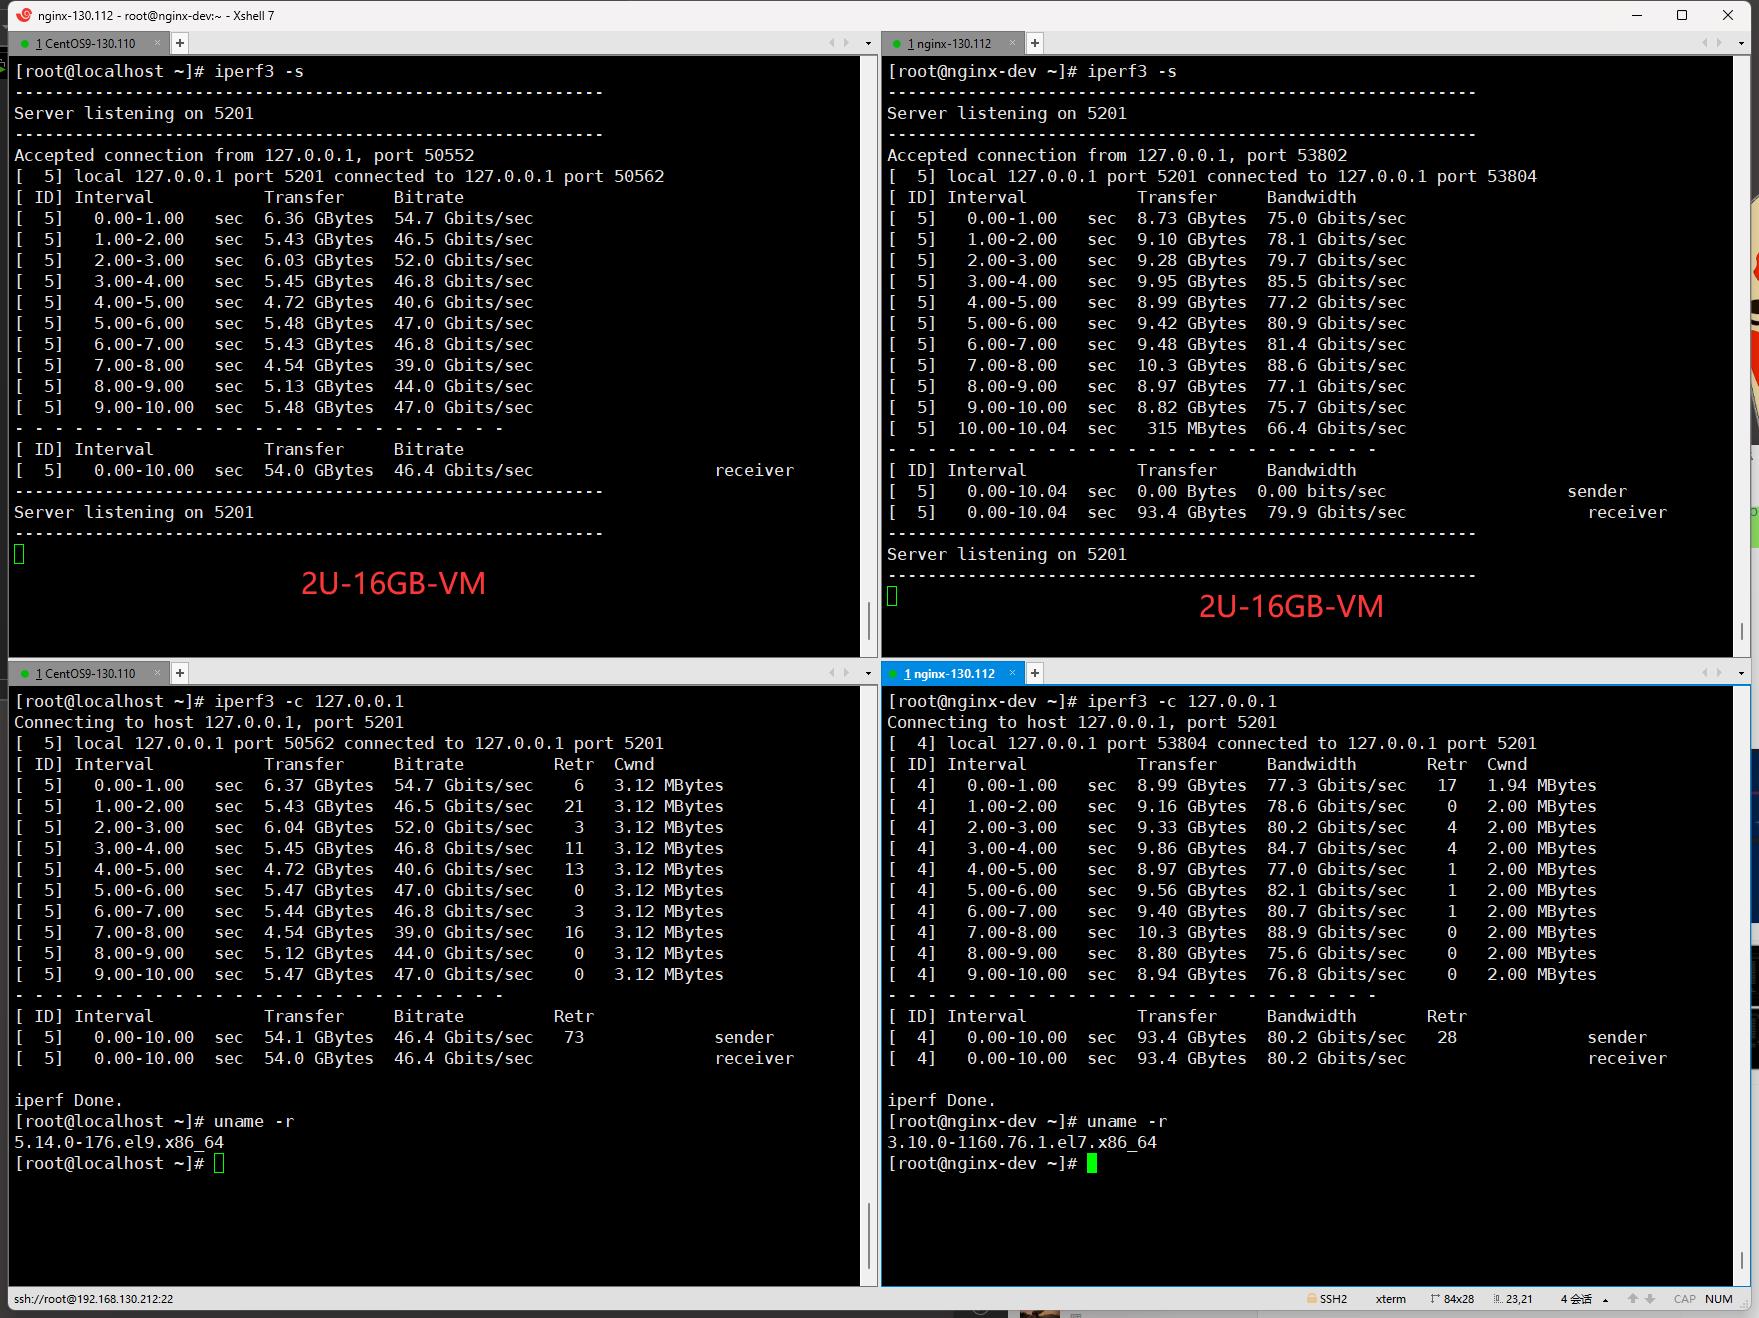 nginx-130.112 - root@nginx-dev:~ - Xshell 7
1 CentOS9-130.110
[root@localhost ~]# iperf3 -s
-----------------------------------------------------------
Server listening on 5201
-----------------------------------------------------------
Accepted connection from 127.0.0.1, port 50552
[  5] local 127.0.0.1 port 5201 connected to 127.0.0.1 port 50562
[ ID] Interval           Transfer     Bitrate
[  5]   0.00-1.00   sec  6.36 GBytes  54.7 Gbits/sec
[  5]   1.00-2.00   sec  5.43 GBytes  46.5 Gbits/sec
[  5]   2.00-3.00   sec  6.03 GBytes  52.0 Gbits/sec
[  5]   3.00-4.00   sec  5.45 GBytes  46.8 Gbits/sec
[  5]   4.00-5.00   sec  4.72 GBytes  40.6 Gbits/sec
[  5]   5.00-6.00   sec  5.48 GBytes  47.0 Gbits/sec
[  5]   6.00-7.00   sec  5.43 GBytes  46.8 Gbits/sec
[  5]   7.00-8.00   sec  4.54 GBytes  39.0 Gbits/sec
[  5]   8.00-9.00   sec  5.13 GBytes  44.0 Gbits/sec
[  5]   9.00-10.00  sec  5.48 GBytes  47.0 Gbits/sec
- - - - - - - - - - - - - - - - - - - - - - - - -
[ ID] Interval           Transfer     Bitrate
[  5]   0.00-10.00  sec  54.0 GBytes  46.4 Gbits/sec                  receiver
-----------------------------------------------------------
Server listening on 5201
-----------------------------------------------------------
2U-16GB-VM
1 nginx-130.112
[root@nginx-dev ~]# iperf3 -s
-----------------------------------------------------------
Server listening on 5201
-----------------------------------------------------------
Accepted connection from 127.0.0.1, port 53802
[  5] local 127.0.0.1 port 5201 connected to 127.0.0.1 port 53804
[ ID] Interval           Transfer     Bandwidth
[  5]   0.00-1.00   sec  8.73 GBytes  75.0 Gbits/sec
[  5]   1.00-2.00   sec  9.10 GBytes  78.1 Gbits/sec
[  5]   2.00-3.00   sec  9.28 GBytes  79.7 Gbits/sec
[  5]   3.00-4.00   sec  9.95 GBytes  85.5 Gbits/sec
[  5]   4.00-5.00   sec  8.99 GBytes  77.2 Gbits/sec
[  5]   5.00-6.00   sec  9.42 GBytes  80.9 Gbits/sec
[  5]   6.00-7.00   sec  9.48 GBytes  81.4 Gbits/sec
[  5]   7.00-8.00   sec  10.3 GBytes  88.6 Gbits/sec
[  5]   8.00-9.00   sec  8.97 GBytes  77.1 Gbits/sec
[  5]   9.00-10.00  sec  8.82 GBytes  75.7 Gbits/sec
[  5]  10.00-10.04  sec   315 MBytes  66.4 Gbits/sec
- - - - - - - - - - - - - - - - - - - - - - - - -
[ ID] Interval           Transfer     Bandwidth
[  5]   0.00-10.04  sec  0.00 Bytes  0.00 bits/sec                  sender
[  5]   0.00-10.04  sec  93.4 GBytes  79.9 Gbits/sec                  receiver
-----------------------------------------------------------
Server listening on 5201
-----------------------------------------------------------
2U-16GB-VM
1 CentOS9-130.110
[root@localhost ~]# iperf3 -c 127.0.0.1
Connecting to host 127.0.0.1, port 5201
[  5] local 127.0.0.1 port 50562 connected to 127.0.0.1 port 5201
[ ID] Interval           Transfer     Bitrate         Retr  Cwnd
[  5]   0.00-1.00   sec  6.37 GBytes  54.7 Gbits/sec    6   3.12 MBytes
[  5]   1.00-2.00   sec  5.43 GBytes  46.5 Gbits/sec   21   3.12 MBytes
[  5]   2.00-3.00   sec  6.04 GBytes  52.0 Gbits/sec    3   3.12 MBytes
[  5]   3.00-4.00   sec  5.45 GBytes  46.8 Gbits/sec   11   3.12 MBytes
[  5]   4.00-5.00   sec  4.72 GBytes  40.6 Gbits/sec   13   3.12 MBytes
[  5]   5.00-6.00   sec  5.47 GBytes  47.0 Gbits/sec    0   3.12 MBytes
[  5]   6.00-7.00   sec  5.44 GBytes  46.8 Gbits/sec    3   3.12 MBytes
[  5]   7.00-8.00   sec  4.54 GBytes  39.0 Gbits/sec   16   3.12 MBytes
[  5]   8.00-9.00   sec  5.12 GBytes  44.0 Gbits/sec    0   3.12 MBytes
[  5]   9.00-10.00  sec  5.47 GBytes  47.0 Gbits/sec    0   3.12 MBytes
- - - - - - - - - - - - - - - - - - - - - - - - -
[ ID] Interval           Transfer     Bitrate         Retr
[  5]   0.00-10.00  sec  54.1 GBytes  46.4 Gbits/sec   73             sender
[  5]   0.00-10.00  sec  54.0 GBytes  46.4 Gbits/sec                  receiver
iperf Done.
[root@localhost ~]# uname -r
5.14.0-176.el9.x86_64
[root@localhost ~]#
1 nginx-130.112
[root@nginx-dev ~]# iperf3 -c 127.0.0.1
Connecting to host 127.0.0.1, port 5201
[  4] local 127.0.0.1 port 53804 connected to 127.0.0.1 port 5201
[ ID] Interval           Transfer     Bandwidth       Retr  Cwnd
[  4]   0.00-1.00   sec  8.99 GBytes  77.3 Gbits/sec   17   1.94 MBytes
[  4]   1.00-2.00   sec  9.16 GBytes  78.6 Gbits/sec    0   2.00 MBytes
[  4]   2.00-3.00   sec  9.33 GBytes  80.2 Gbits/sec    4   2.00 MBytes
[  4]   3.00-4.00   sec  9.86 GBytes  84.7 Gbits/sec    4   2.00 MBytes
[  4]   4.00-5.00   sec  8.97 GBytes  77.0 Gbits/sec    1   2.00 MBytes
[  4]   5.00-6.00   sec  9.56 GBytes  82.1 Gbits/sec    1   2.00 MBytes
[  4]   6.00-7.00   sec  9.40 GBytes  80.7 Gbits/sec    1   2.00 MBytes
[  4]   7.00-8.00   sec  10.3 GBytes  88.9 Gbits/sec    0   2.00 MBytes
[  4]   8.00-9.00   sec  8.80 GBytes  75.6 Gbits/sec    0   2.00 MBytes
[  4]   9.00-10.00  sec  8.94 GBytes  76.8 Gbits/sec    0   2.00 MBytes
- - - - - - - - - - - - - - - - - - - - - - - - -
[ ID] Interval           Transfer     Bandwidth       Retr
[  4]   0.00-10.00  sec  93.4 GBytes  80.2 Gbits/sec   28             sender
[  4]   0.00-10.00  sec  93.4 GBytes  80.2 Gbits/sec                  receiver
iperf Done.
[root@nginx-dev ~]# uname -r
3.10.0-1160.76.1.el7.x86_64
[root@nginx-dev ~]#
ssh://root@192.168.130.212:22 SSH2 xterm 84x28 23,21 4 会话 CAP NUM